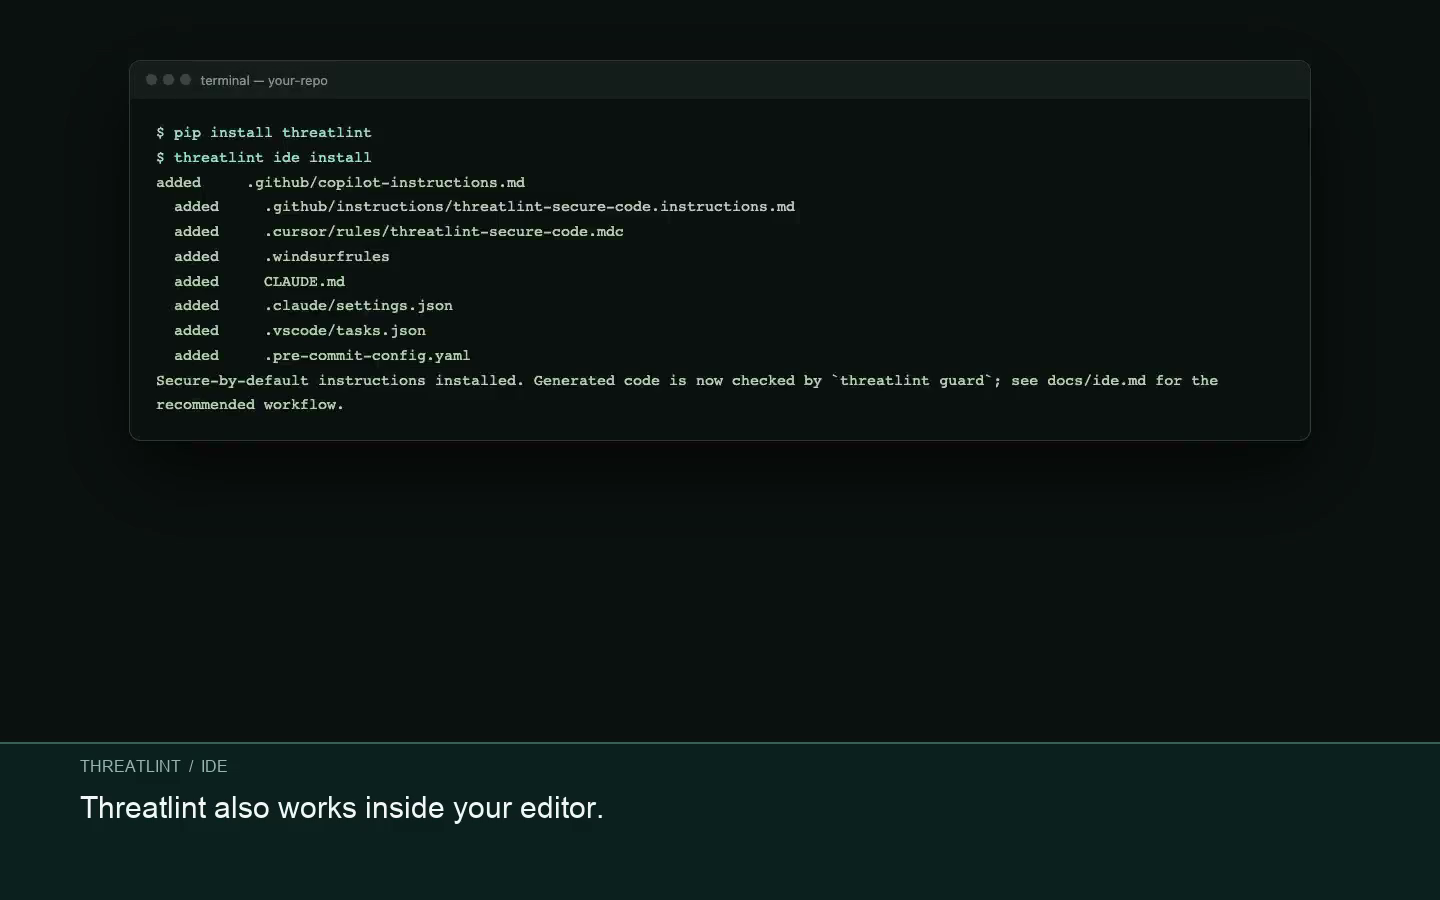 terminal — your-repo
$ pip install threatlint
$ threatlint ide install
added     .github/copilot-instructions.md
  added     .github/instructions/threatlint-secure-code.instructions.md
  added     .cursor/rules/threatlint-secure-code.mdc
  added     .windsurfrules
  added     CLAUDE.md
  added     .claude/settings.json
  added     .vscode/tasks.json
  added     .pre-commit-config.yaml
Secure-by-default instructions installed. Generated code is now checked by `threatlint guard`; see docs/ide.md for the
recommended workflow.
THREATLINT / IDE
Threatlint also works inside your editor.